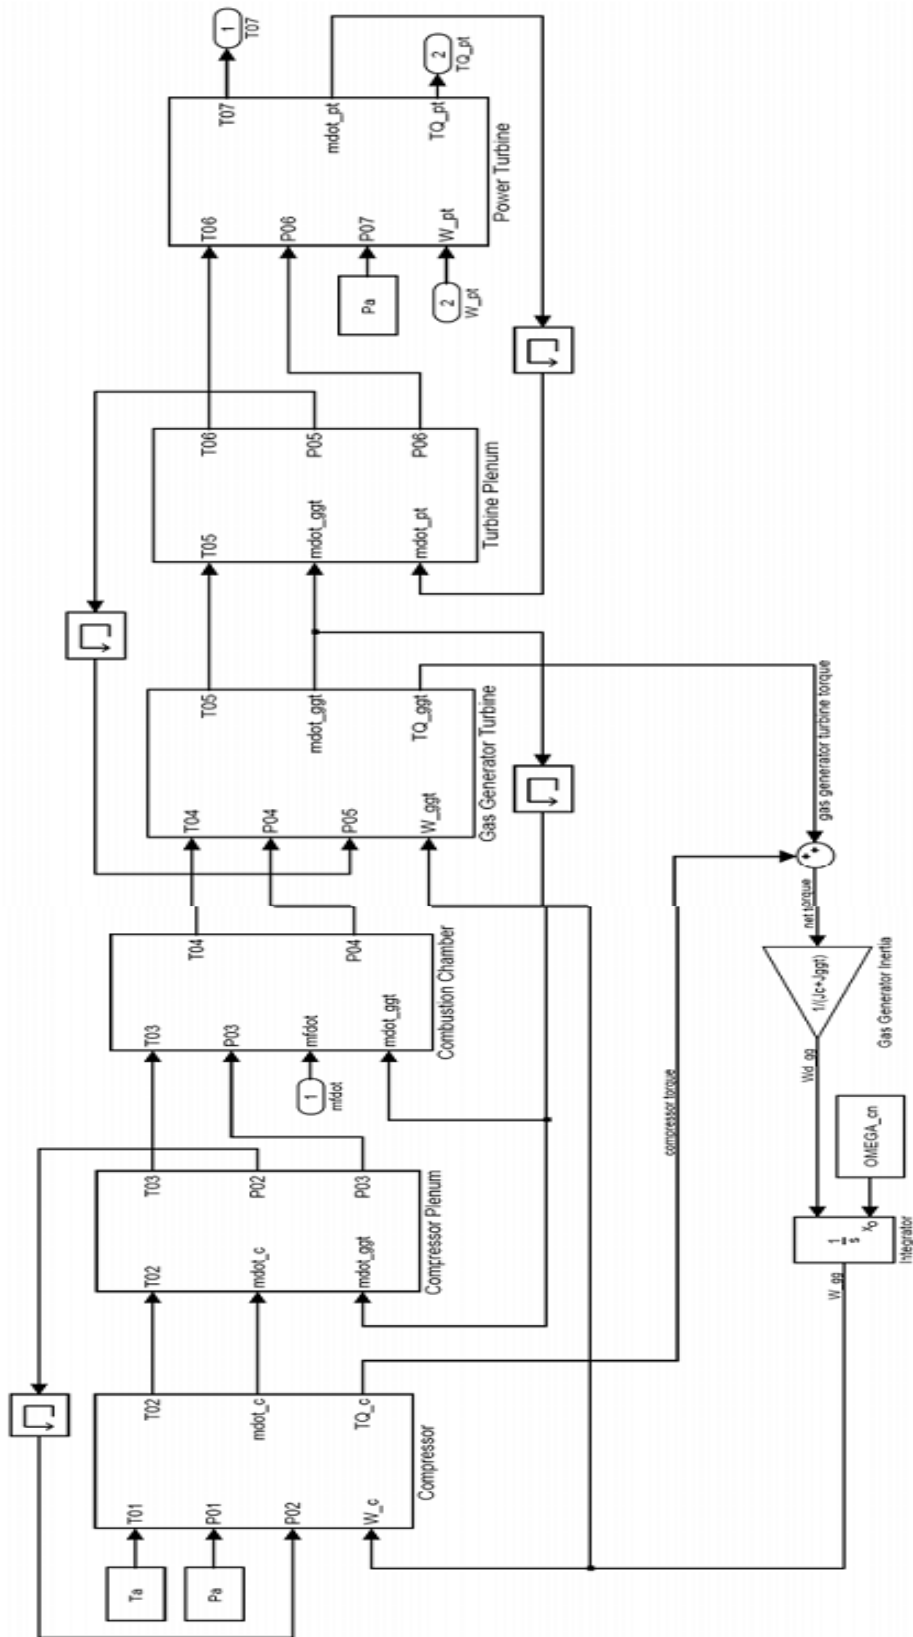 Ta
Pa
T01
P01
P02
W_c
T02
mdot_c
TQ_c
Compressor
T02
mdot_c
mdot_ggt
T03
P02
P03
Compressor Plenum
T03
P03
mfdot
mdot_ggt
1
mfdot
T04
P04
Combustion Chamber
T04
P04
P05
W_ggt
T05
mdot_ggt
TQ_ggt
Gas Generator Turbine
T05
mdot_ggt
mdot_pt
T06
P05
P06
Turbine Plenum
Pa
2
W_pt
T06
P06
P07
W_pt
T07
mdot_pt
TQ_pt
Power Turbine
1
T07
2
TQ_pt
compressor torque
gas generator turbine torque
net torque
1/(Jc+Jggt)
Gas Generator Inertia
Wd_gg
OMEGA_cn
1
s
xo
Integrator
W_gg